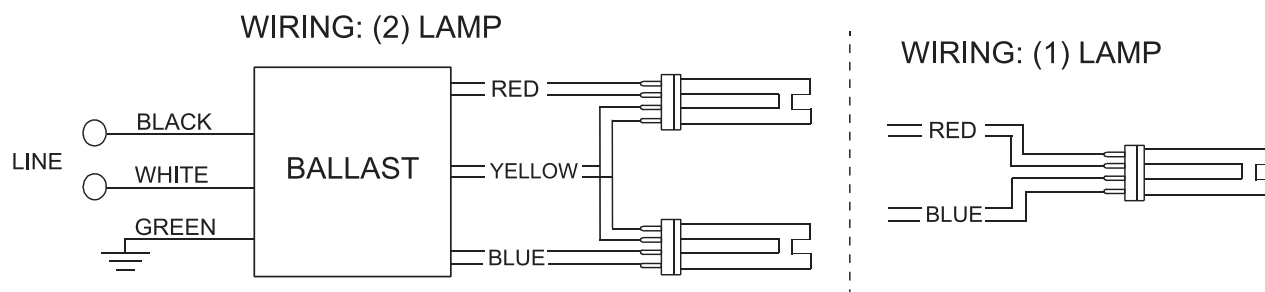 WIRING: (2) LAMP
BLACK
LINE
WHITE
GREEN
BALLAST
RED
YELLOW
BLUE
WIRING: (1) LAMP
RED
BLUE